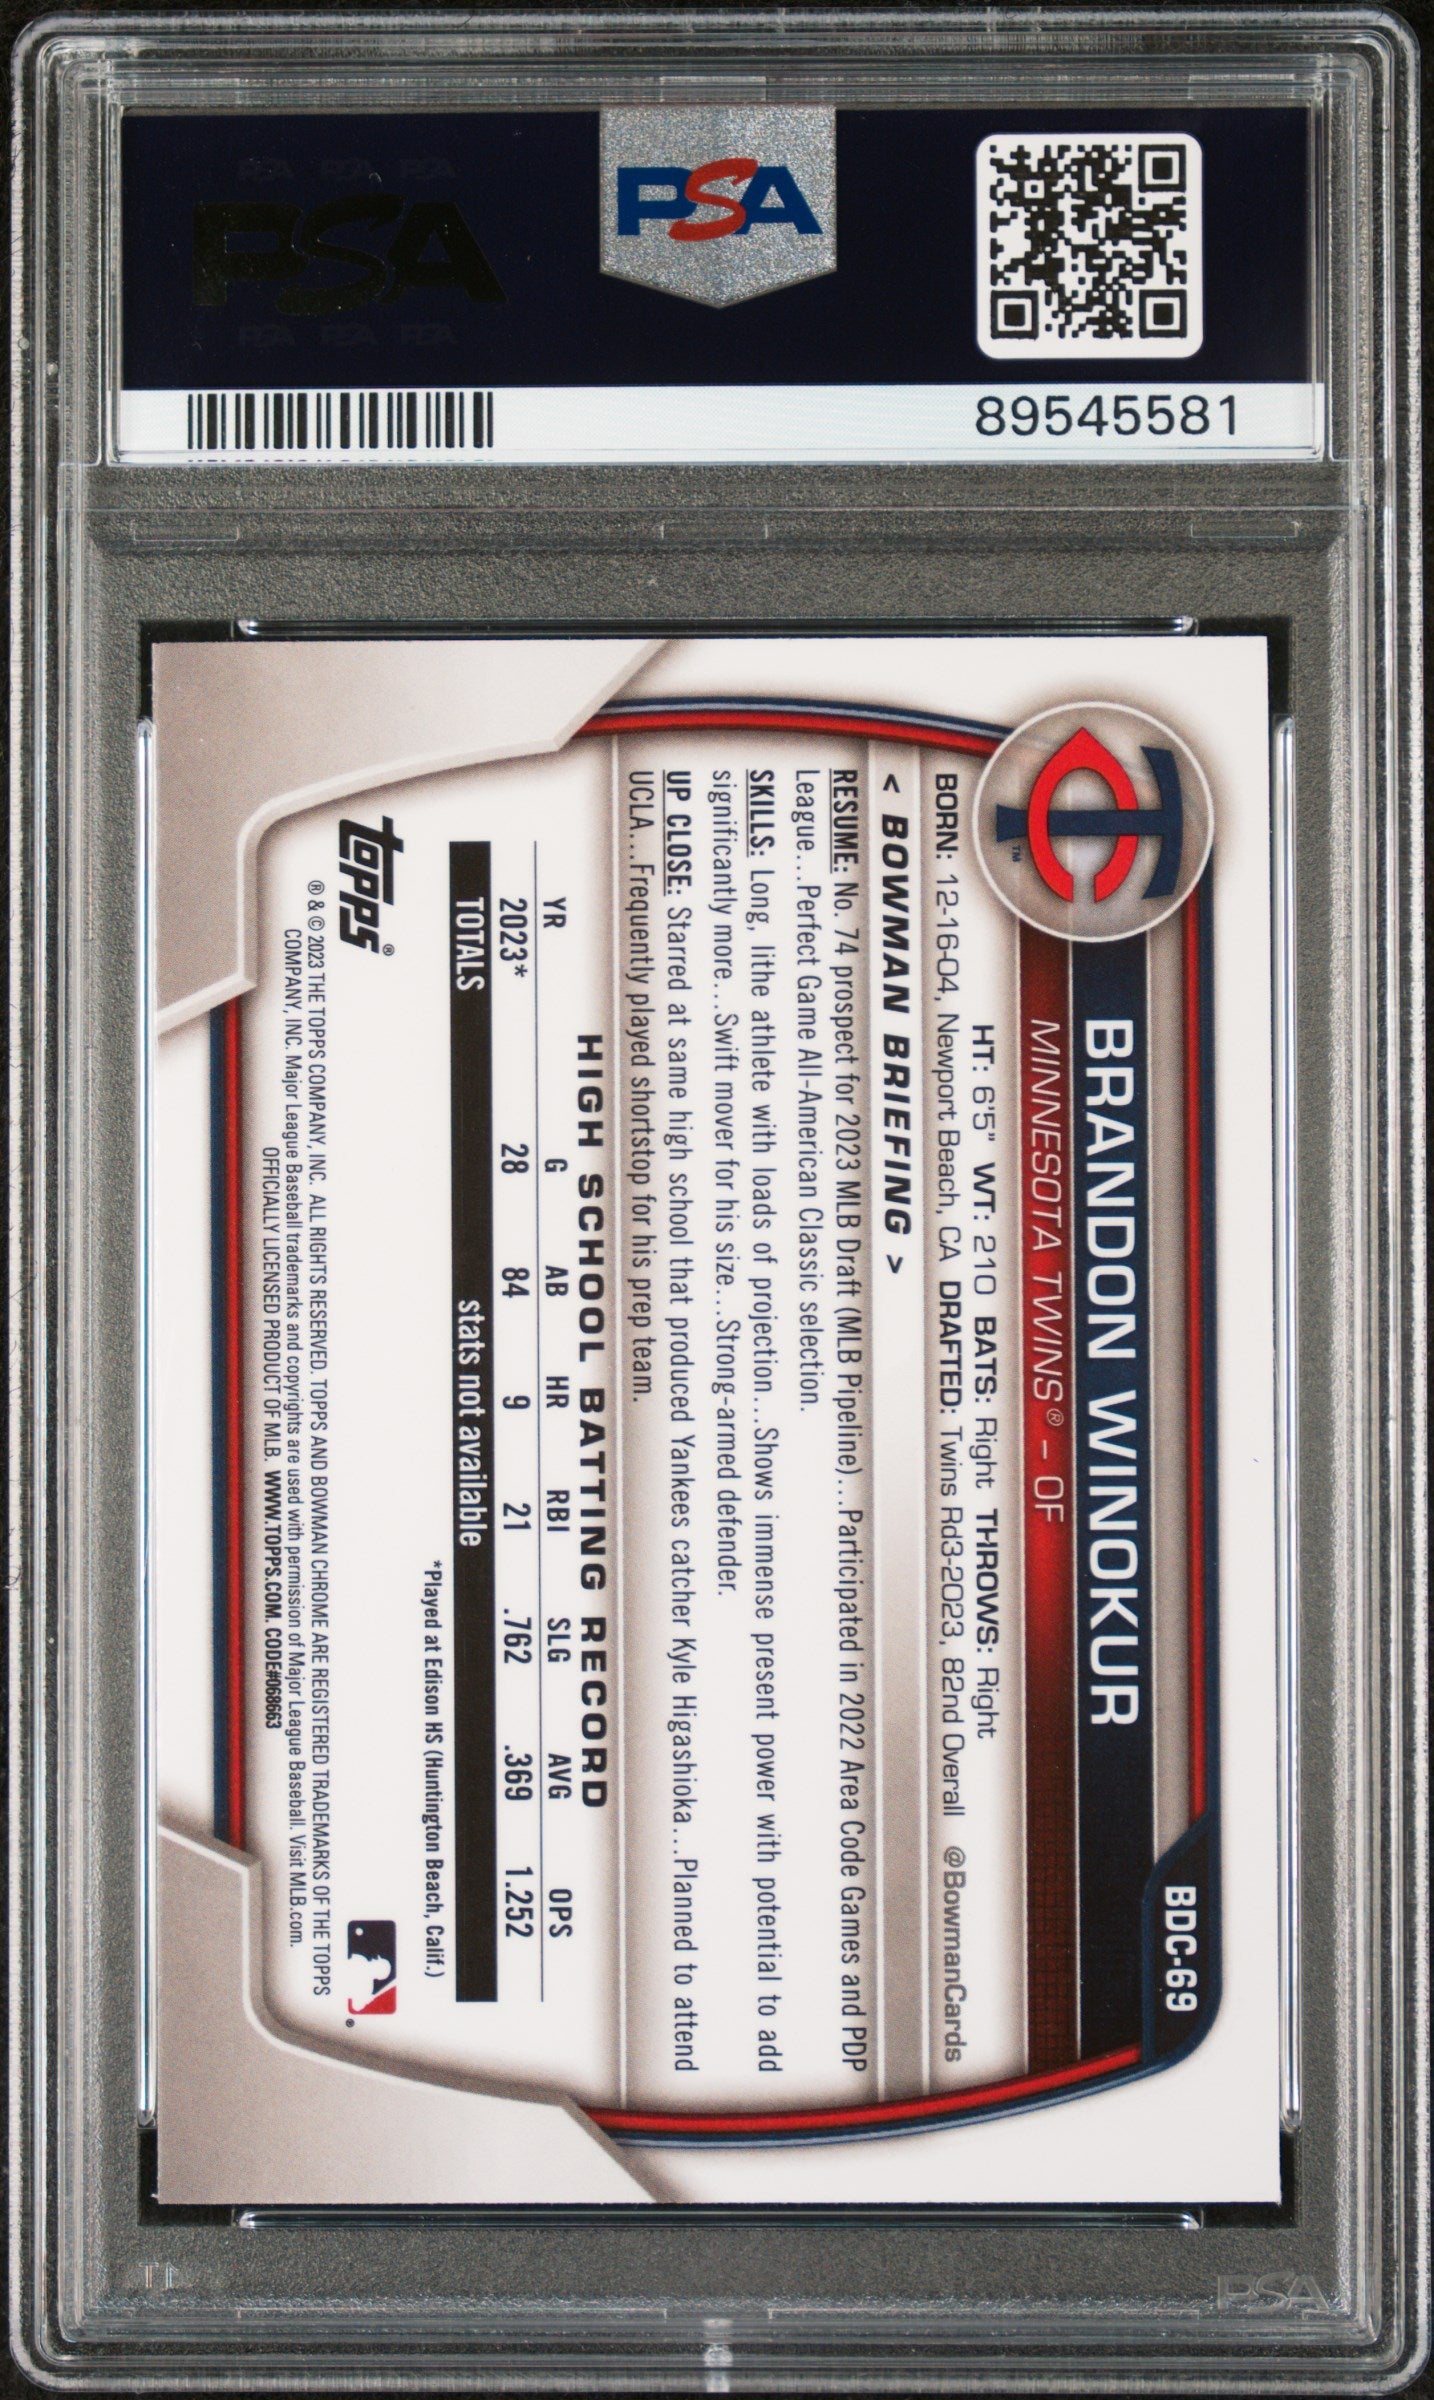 PSA PSA PSA
PSA
PSA PSA PSA
PSA
89545581
BDC-69
BRANDON WINOKUR
MINNESOTA TWINS® - OF
TC™
HT: 6'5" WT: 210 BATS: Right THROWS: Right
BORN: 12-16-04, Newport Beach, CA DRAFTED: Twins Rd3-2023, 82nd Overall @BowmanCards
< BOWMAN BRIEFING >
RESUME: No. 74 prospect for 2023 MLB Draft (MLB Pipeline)...Participated in 2022 Area Code Games and PDP
League...Perfect Game All-American Classic selection.
SKILLS: Long, lithe athlete with loads of projection...Shows immense present power with potential to add
significantly more...Swift mover for his size...Strong-armed defender.
UP CLOSE: Starred at same high school that produced Yankees catcher Kyle Higashioka...Planned to attend
UCLA...Frequently played shortstop for his prep team.
HIGH SCHOOL BATTING RECORD
YR G AB HR RBI SLG AVG OPS
2023* 28 84 9 21 .762 .369 1.252
TOTALS stats not available
*Played at Edison HS (Huntington Beach, Calif.)
topps®
® & © 2023 THE TOPPS COMPANY, INC. ALL RIGHTS RESERVED. TOPPS AND BOWMAN CHROME ARE REGISTERED TRADEMARKS OF THE TOPPS
COMPANY, INC. Major League Baseball trademarks and copyrights are used with permission of Major League Baseball. Visit MLB.com.
OFFICIALLY LICENSED PRODUCT OF MLB. WWW.TOPPS.COM. CODE#068663
PSA